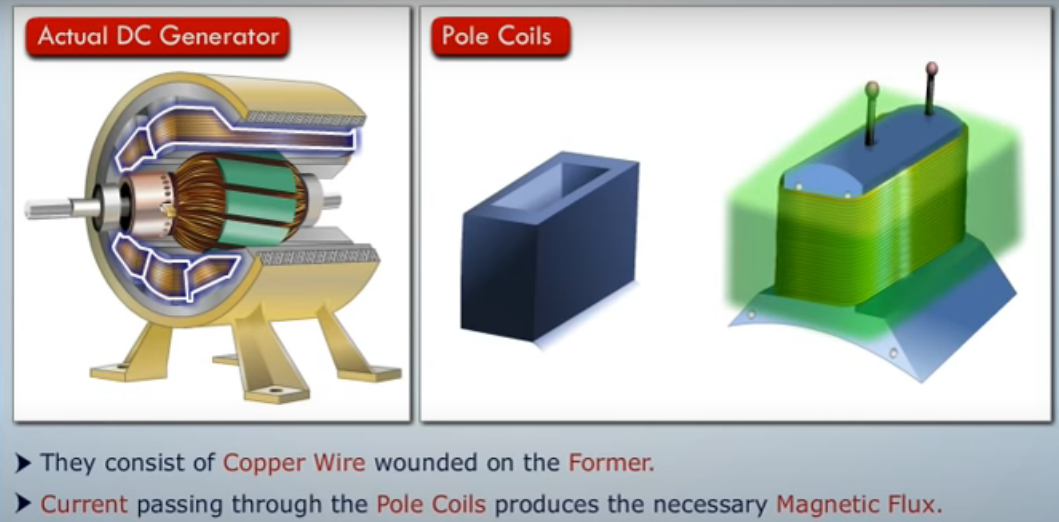 Actual DC Generator
Pole Coils
➤ They consist of Copper Wire wounded on the Former.
➤ Current passing through the Pole Coils produces the necessary Magnetic Flux.